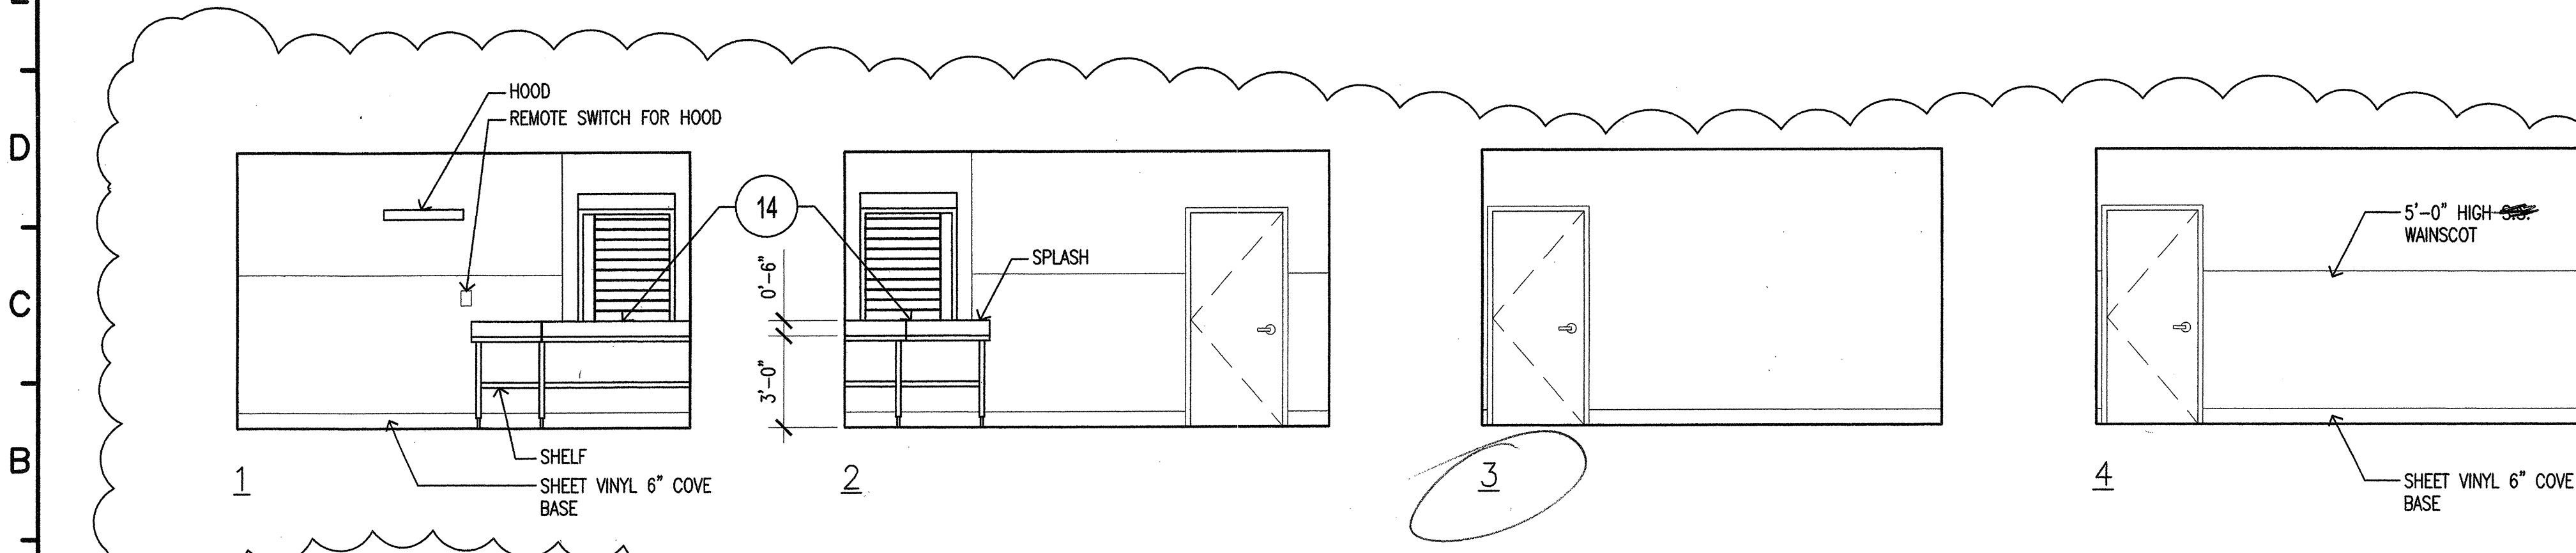 D
C
B
HOOD
REMOTE SWITCH FOR HOOD
14
0'-6"
3'-0"
SPLASH
SHELF
SHEET VINYL 6" COVE
BASE
5'-0" HIGH
WAINSCOT
SHEET VINYL 6" COVE
BASE
1
2
3
4